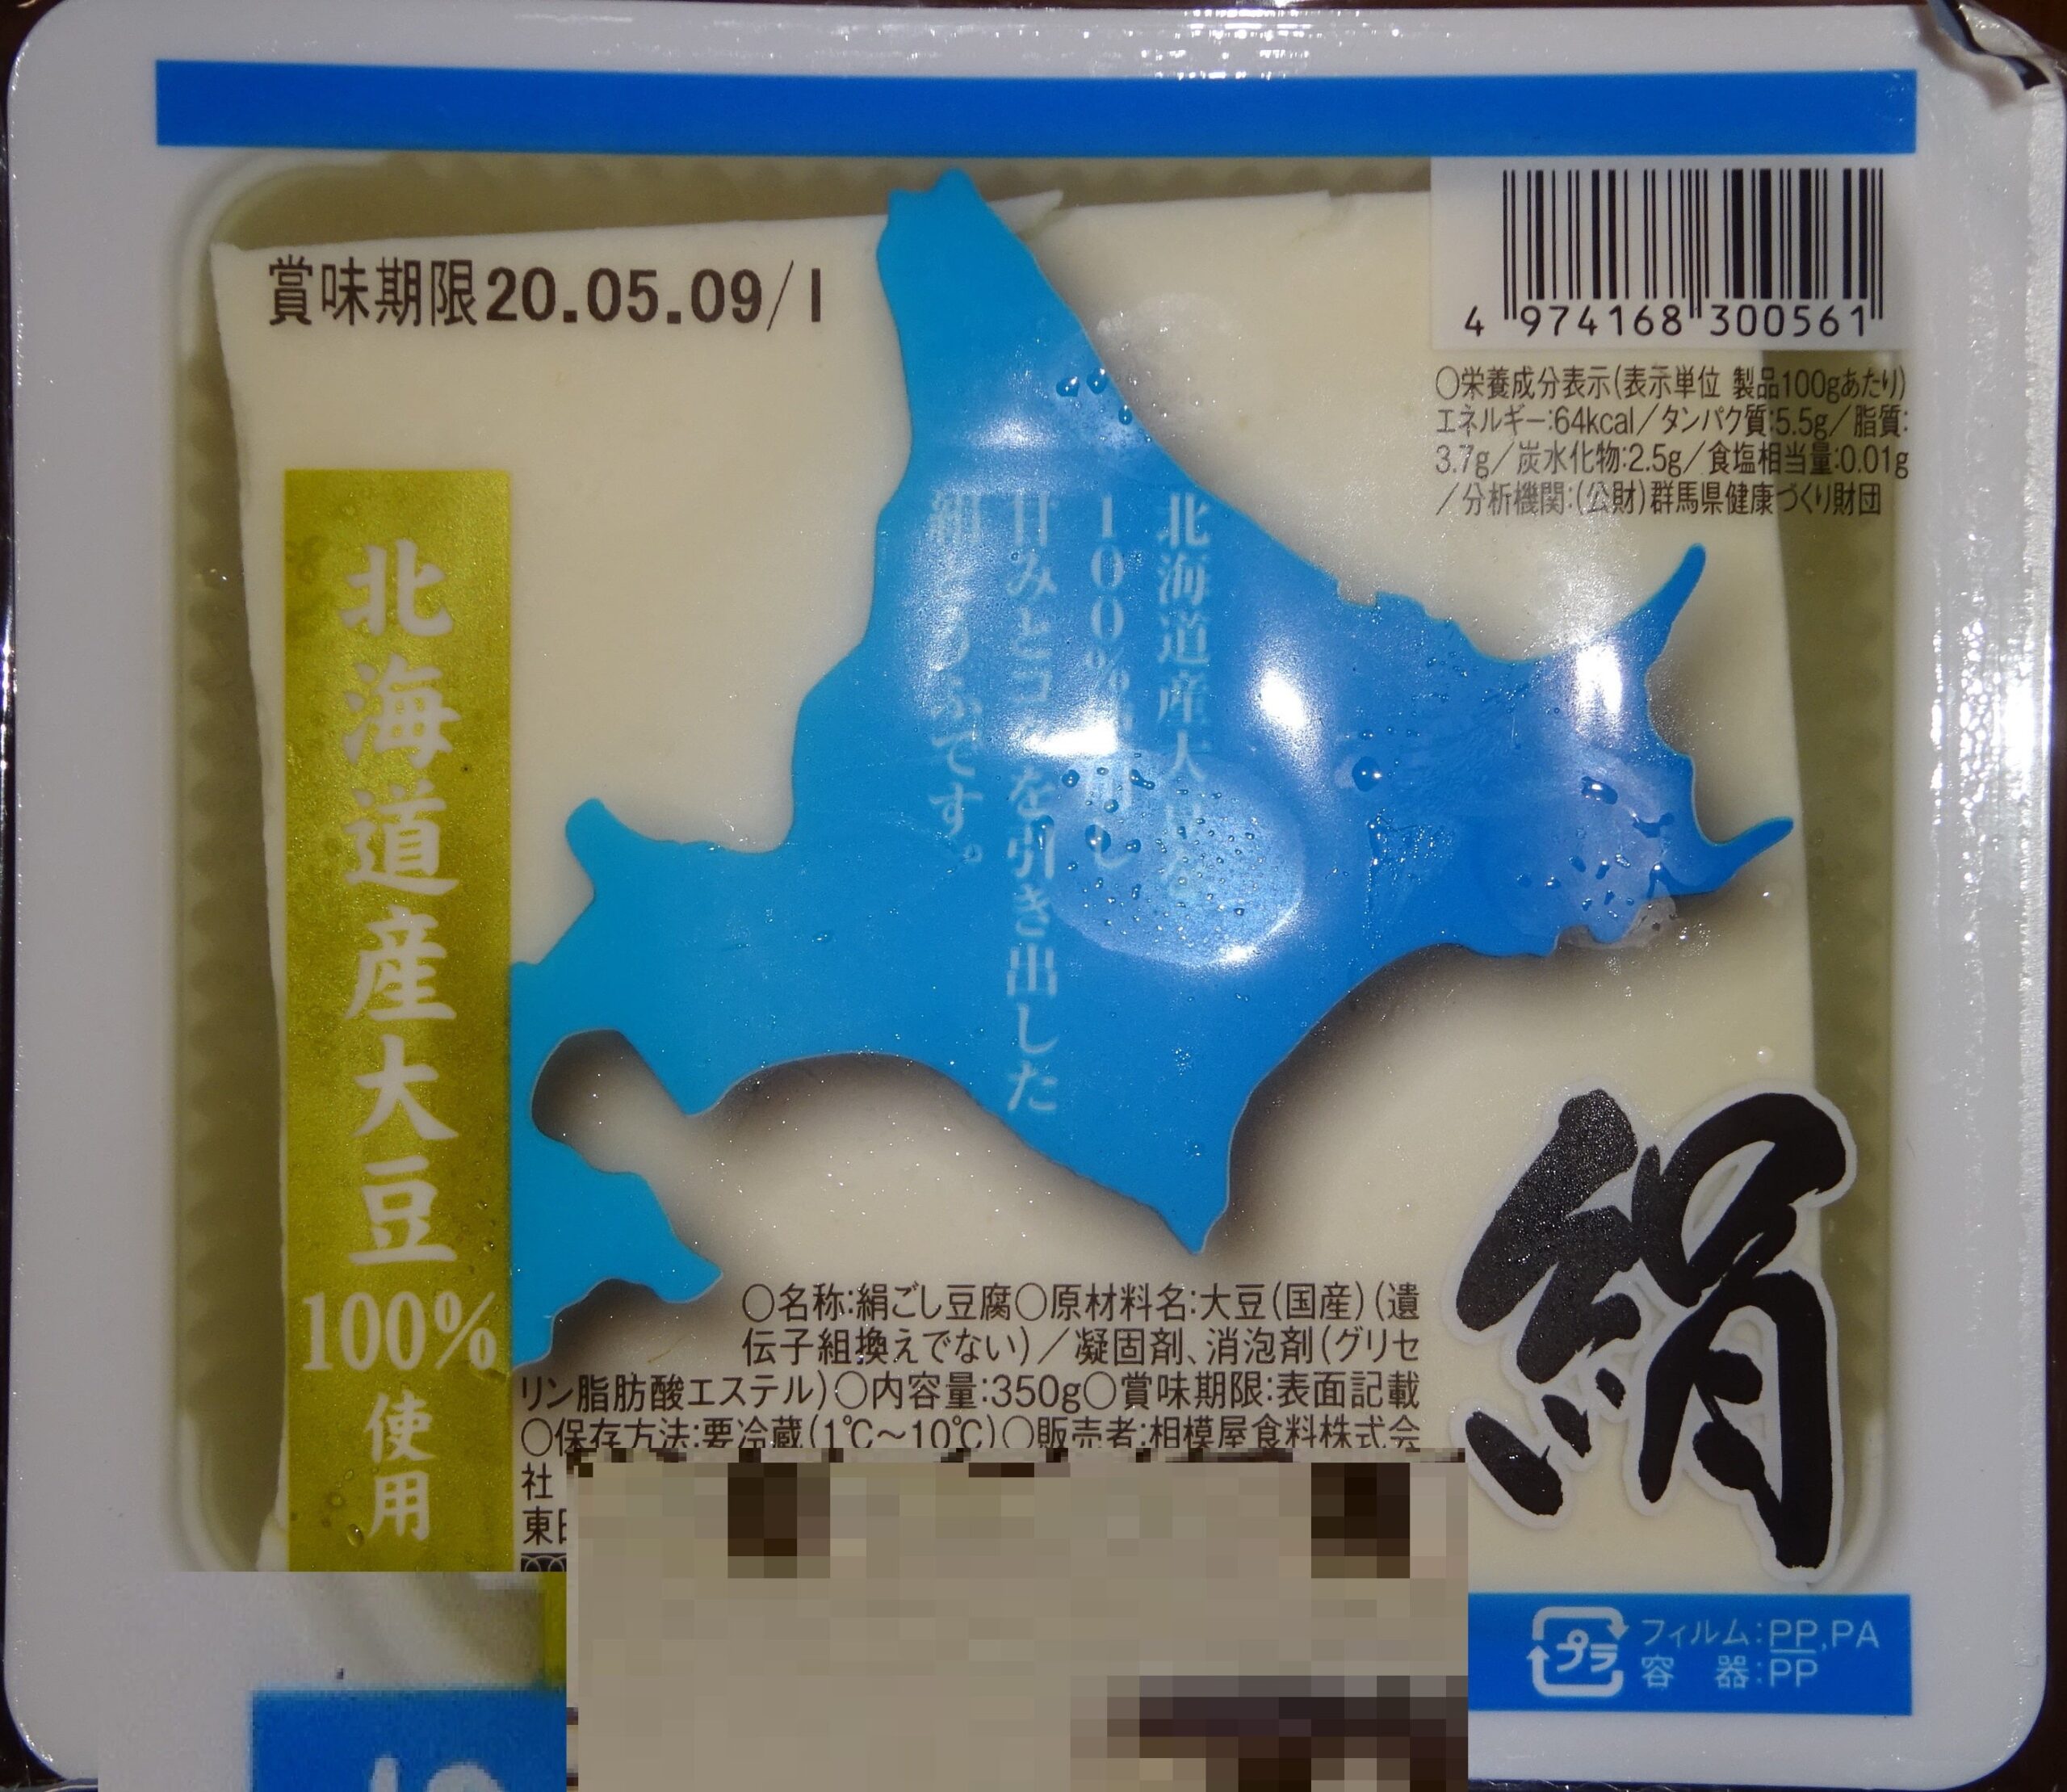 賞味期限20.05.09/I
4 974168 300561
○栄養成分表示(表示単位 製品100gあたり)
エネルギー:64kcal/タンパク質:5.5g/脂質:
3.7g/炭水化物:2.5g/食塩相当量:0.01g
/分析機関:(公財)群馬県健康づくり財団
北海道産大豆を
100%使用し
甘みとコクを引き出した
絹とうふです。
北海道産大豆
100%
使用
○名称:絹ごし豆腐○原材料名:大豆(国産)(遺
伝子組換えでない)/凝固剤、消泡剤(グリセ
リン脂肪酸エステル)○内容量:350g○賞味期限:表面記載
○保存方法:要冷蔵(1℃～10℃)○販売者:相模屋食料株式会
社
東
絹
プラ
フィルム:PP,PA
容 器:PP